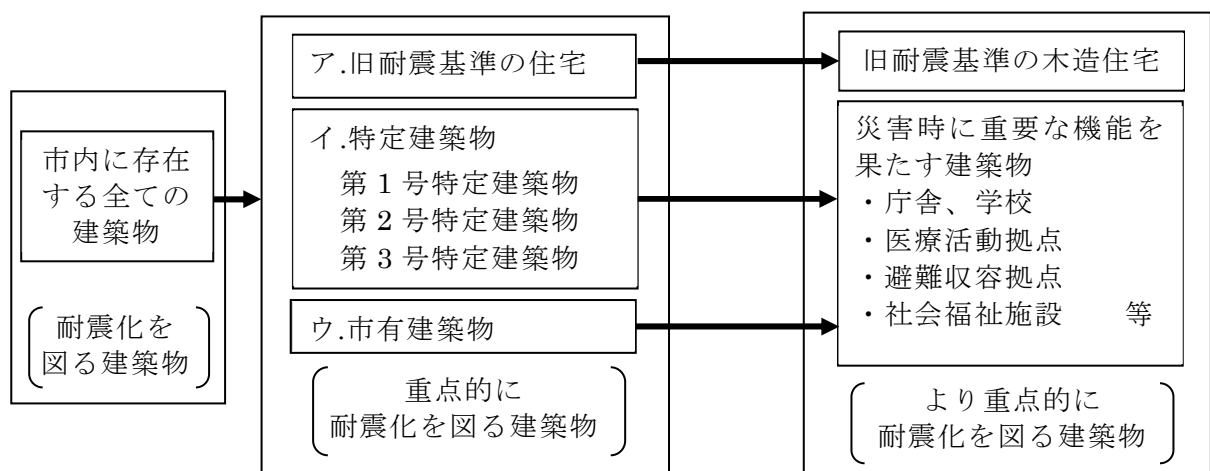 市内に存在
する全ての
建築物
耐震化を
図る建築物
ア.旧耐震基準の住宅
イ.特定建築物
第1号特定建築物
第2号特定建築物
第3号特定建築物
ウ.市有建築物
重点的に
耐震化を図る建築物
旧耐震基準の木造住宅
災害時に重要な機能を
果たす建築物
・庁舎、学校
・医療活動拠点
・避難収容拠点
・社会福祉施設　等
より重点的に
耐震化を図る建築物